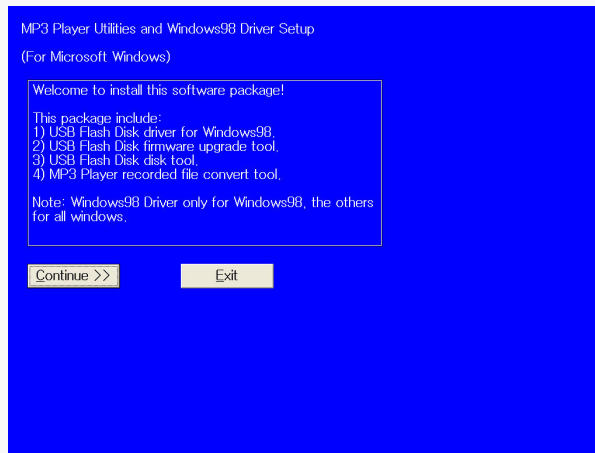 MP3 Player Utilities and Windows98 Driver Setup
(For Microsoft Windows)
Welcome to install this software package!
This package include:
1) USB Flash Disk driver for Windows98,
2) USB Flash Disk firmware upgrade tool,
3) USB Flash Disk disk tool,
4) MP3 Player recorded file convert tool,
Note: Windows98 Driver only for Windows98, the others
for all windows,
Continue >>
Exit